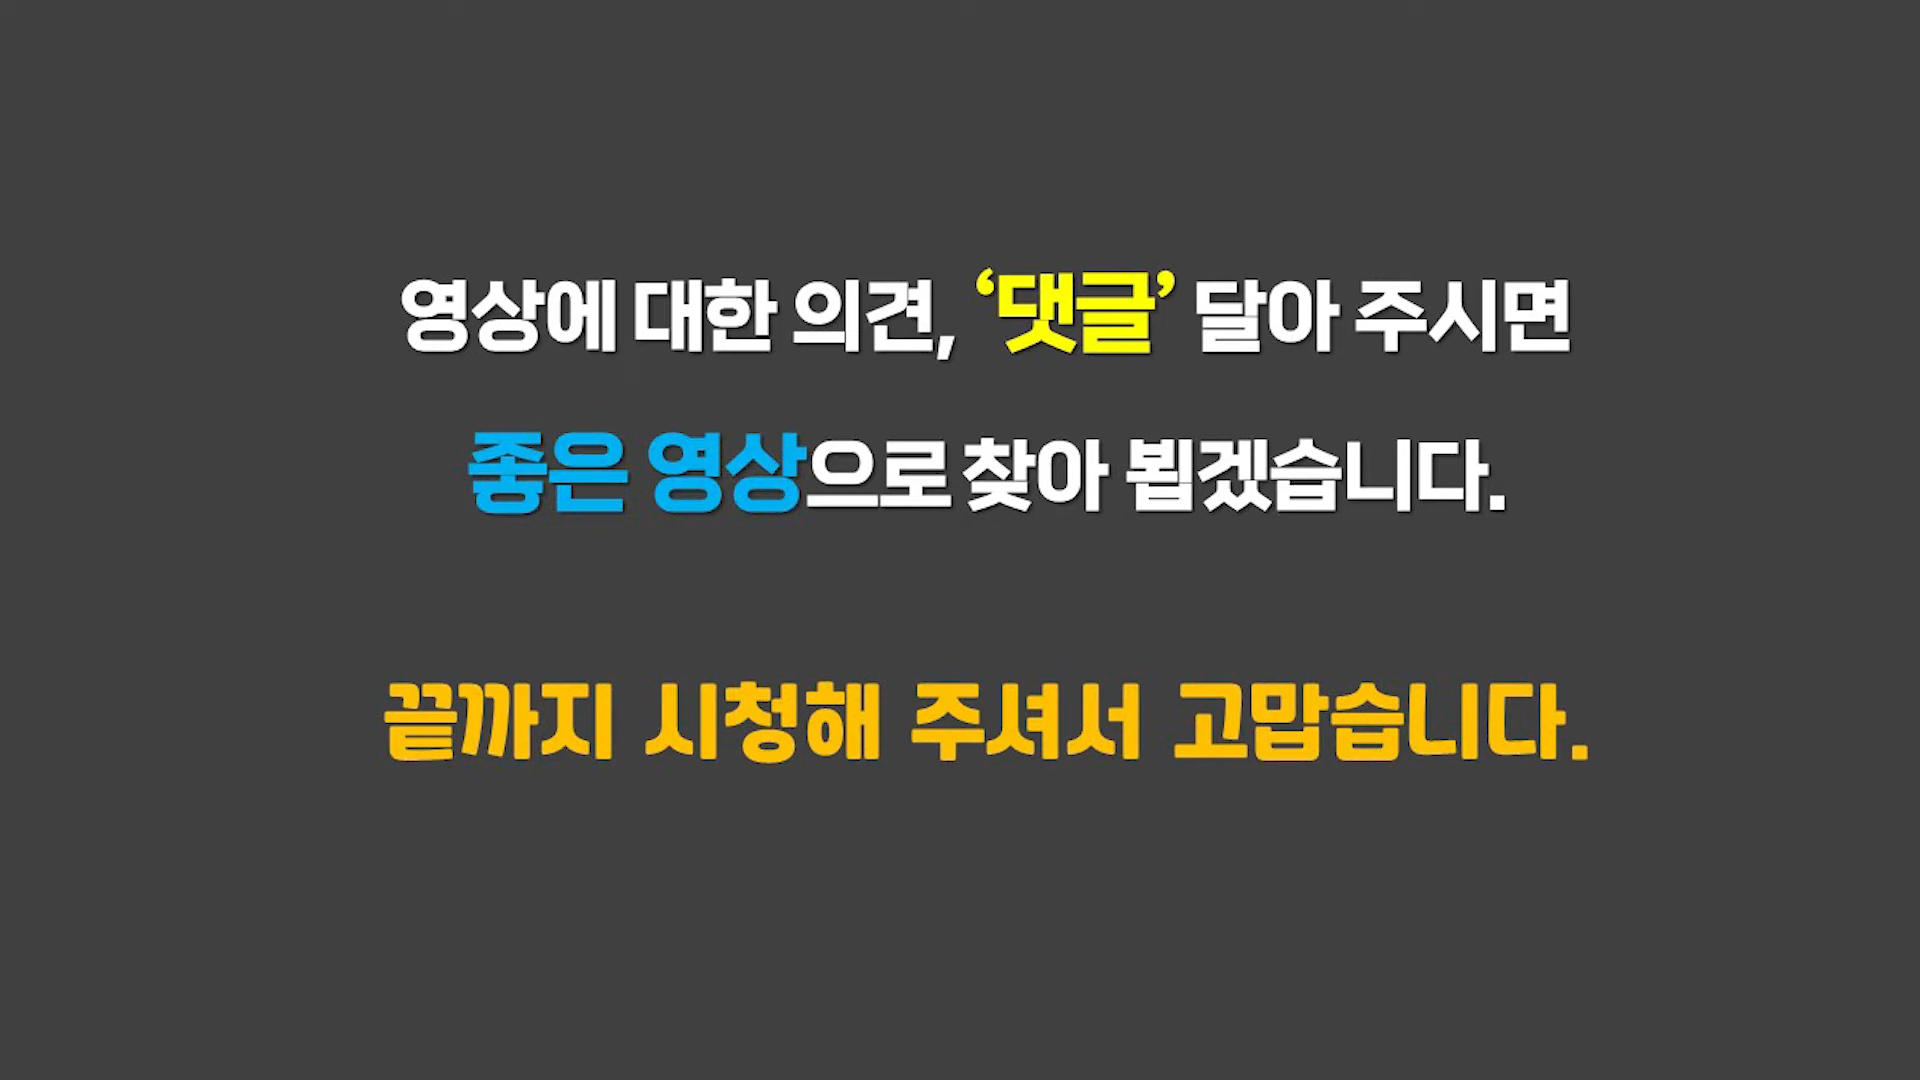 영상에 대한 의견, ‘댓글’ 달아 주시면
좋은 영상으로 찾아 뵙겠습니다.
끝까지 시청해 주셔서 고맙습니다.